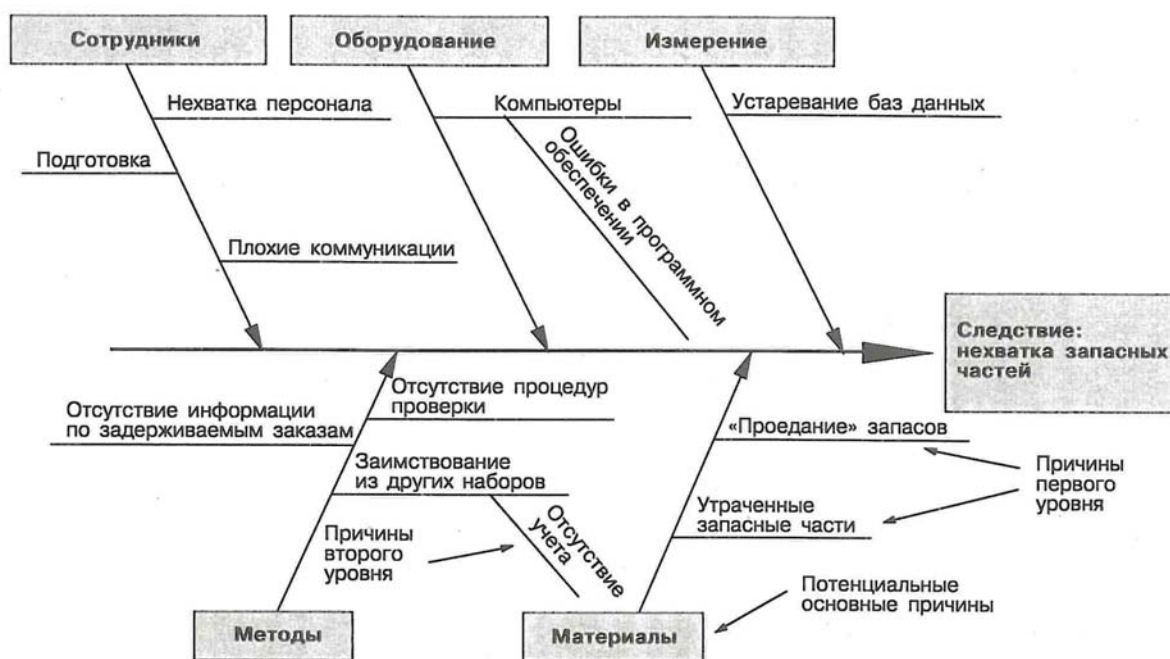 Сотрудники
Оборудование
Измерение
Нехватка персонала
Компьютеры
Устаревание баз данных
Подготовка
Ошибки в программном
обеспечении
Плохие коммуникации
Следствие:
нехватка запасных
частей
Отсутствие процедур
проверки
Отсутствие информации
по задерживаемым заказам
«Проедание» запасов
Причины
первого
уровня
Заимствование
из других наборов
Утраченные
запасные части
Отсутствие
учета
Причины
второго
уровня
Потенциальные
основные причины
Методы
Материалы